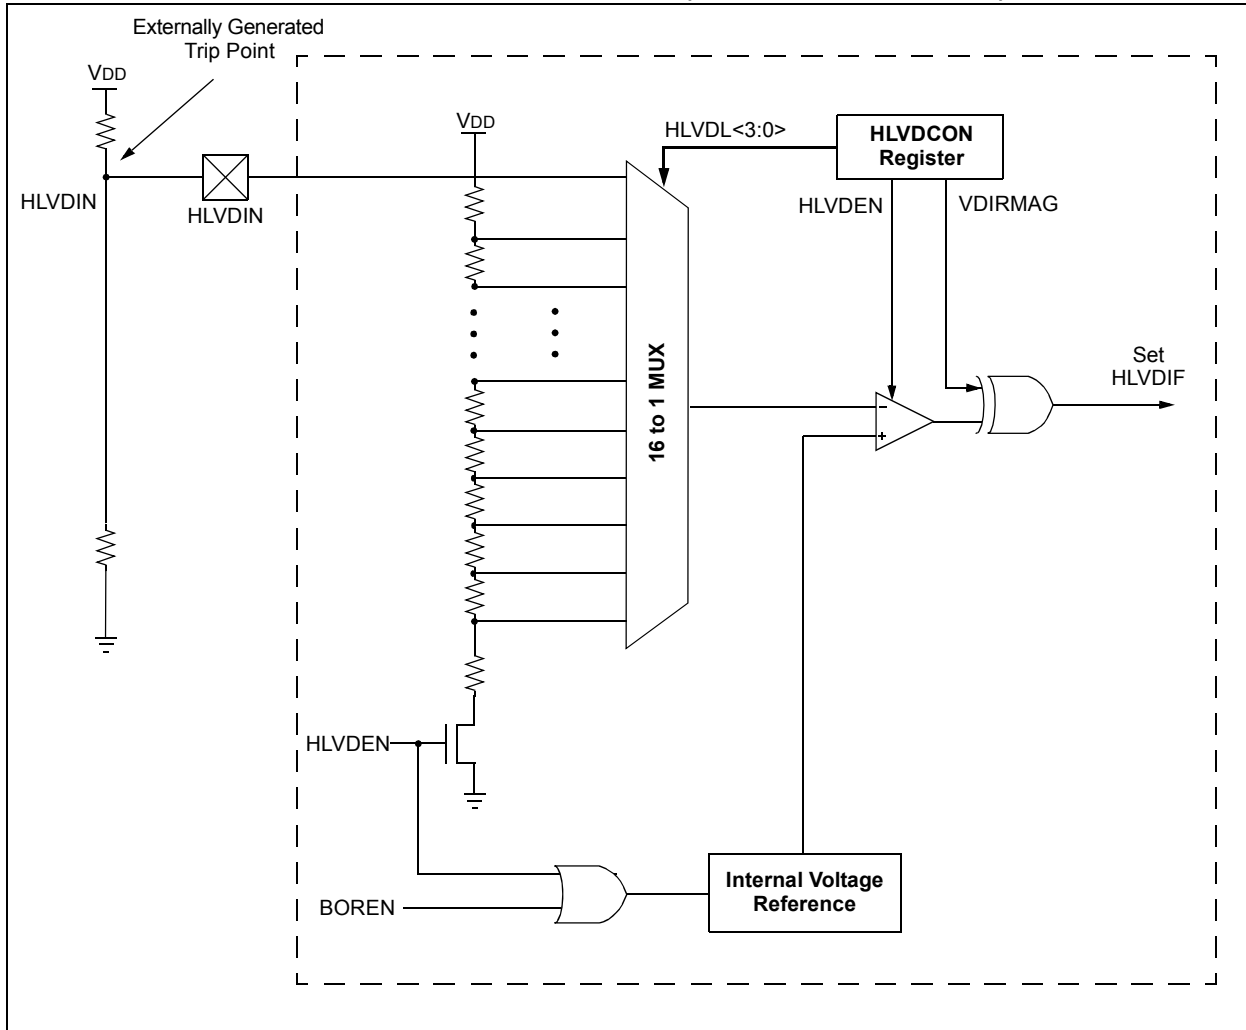 Externally Generated
Trip Point
VDD
VDD
HLVDL<3:0>
HLVDCON
Register
HLVDIN
HLVDIN
HLVDEN
VDIRMAG
16 to 1 MUX
Set
HLVDIF
–
+
HLVDEN
BOREN
Internal Voltage
Reference